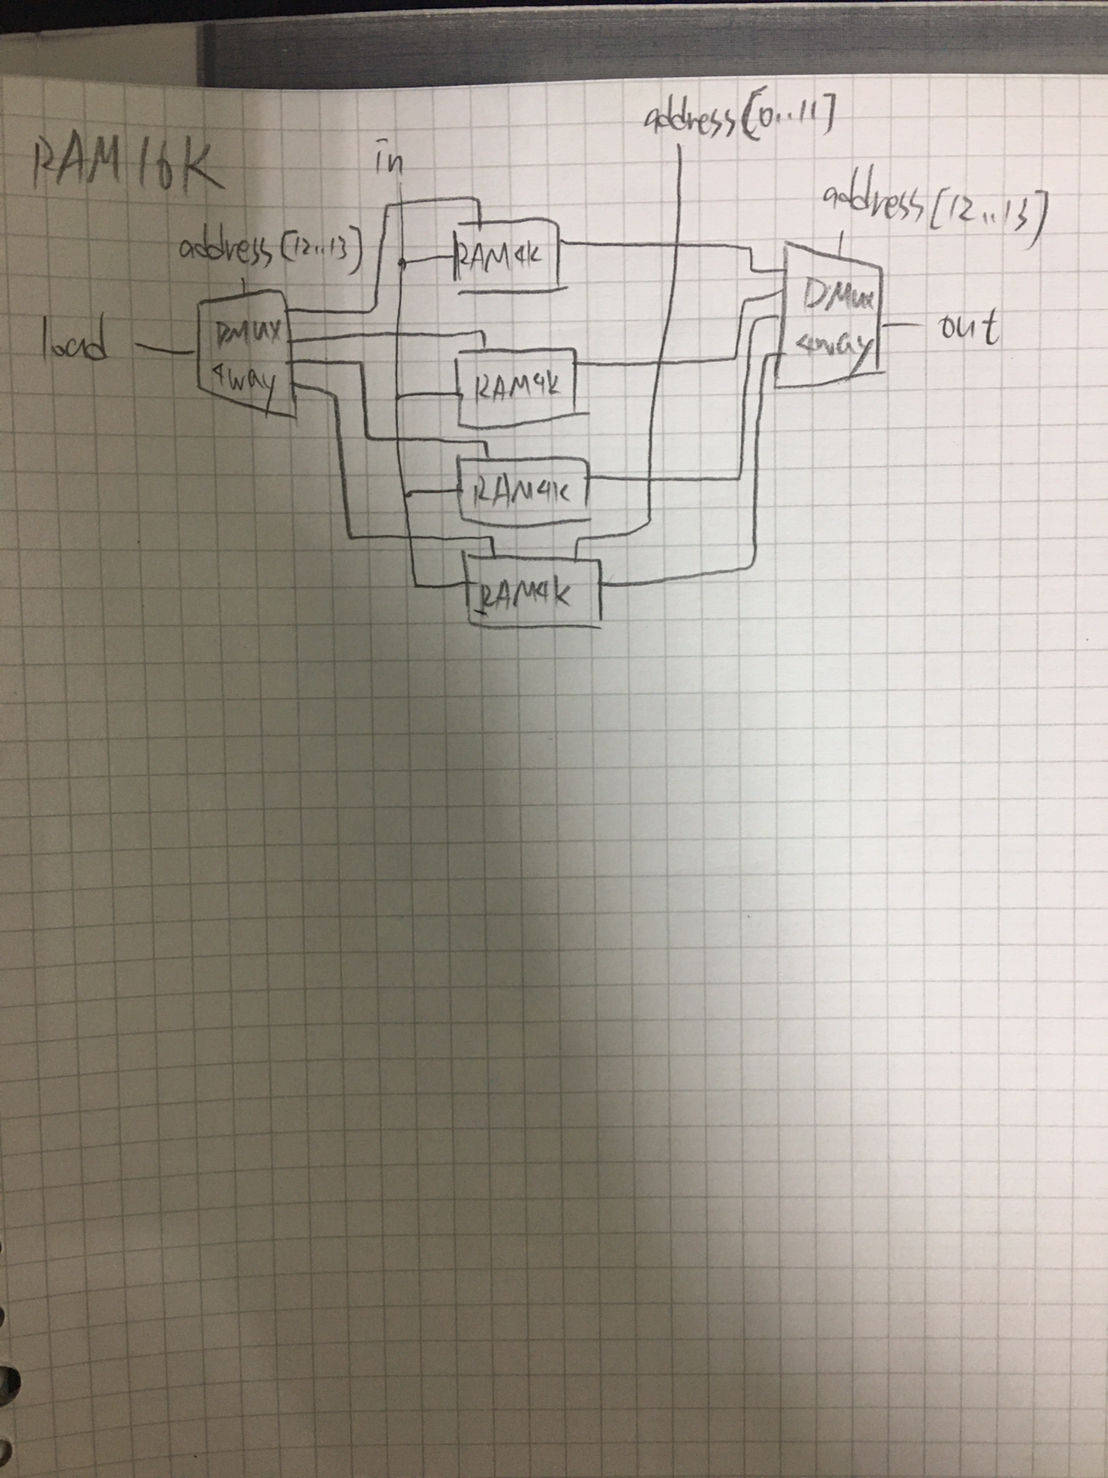 RAM16K
in
address[0..11]
address[12..13]
address[12..13]
load
DMUX
4way
RAM4K
RAM4K
RAM4K
RAM4K
DMux
4way
out